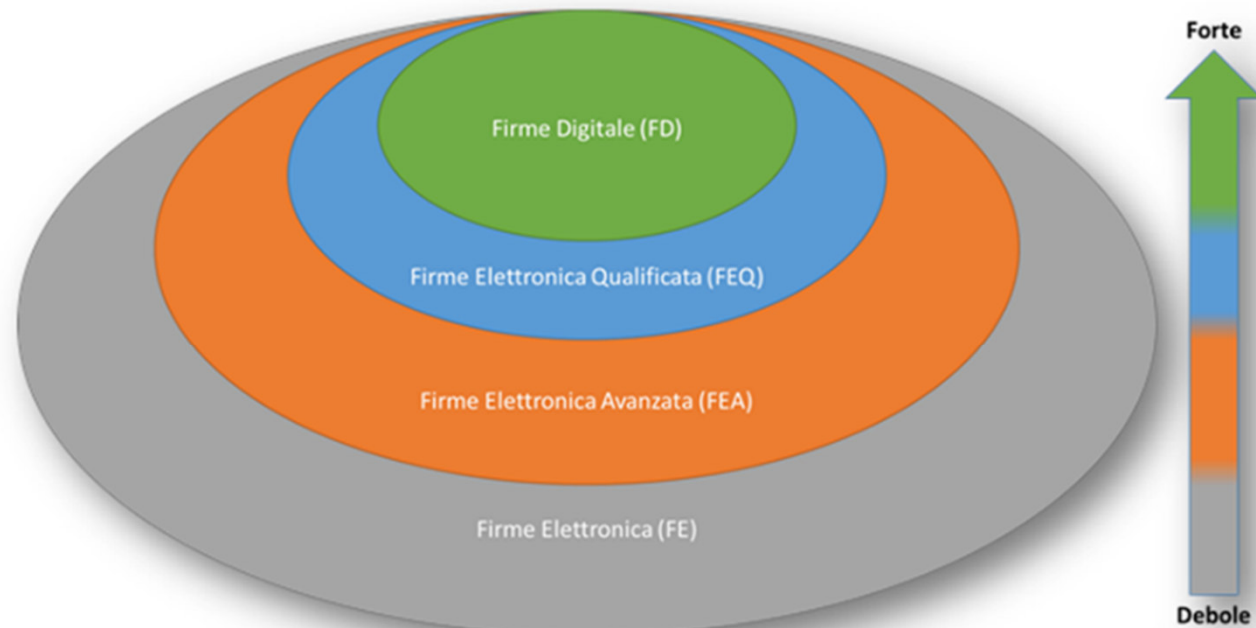 Forte
Firme Digitale (FD)
Firme Elettronica Qualificata (FEQ)
Firme Elettronica Avanzata (FEA)
Firme Elettronica (FE)
Debole